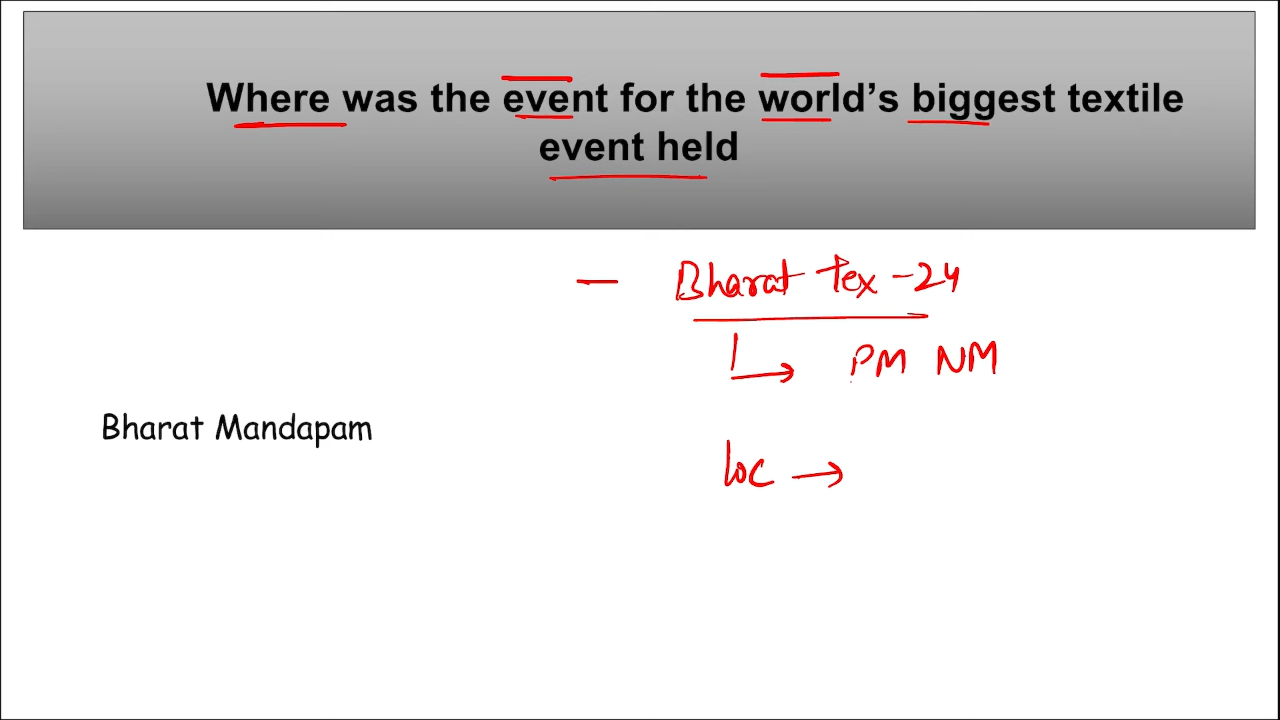 Where was the event for the world's biggest textile
event held
— Bharat Tex -24
→ PM NM
Bharat Mandapam
loc →